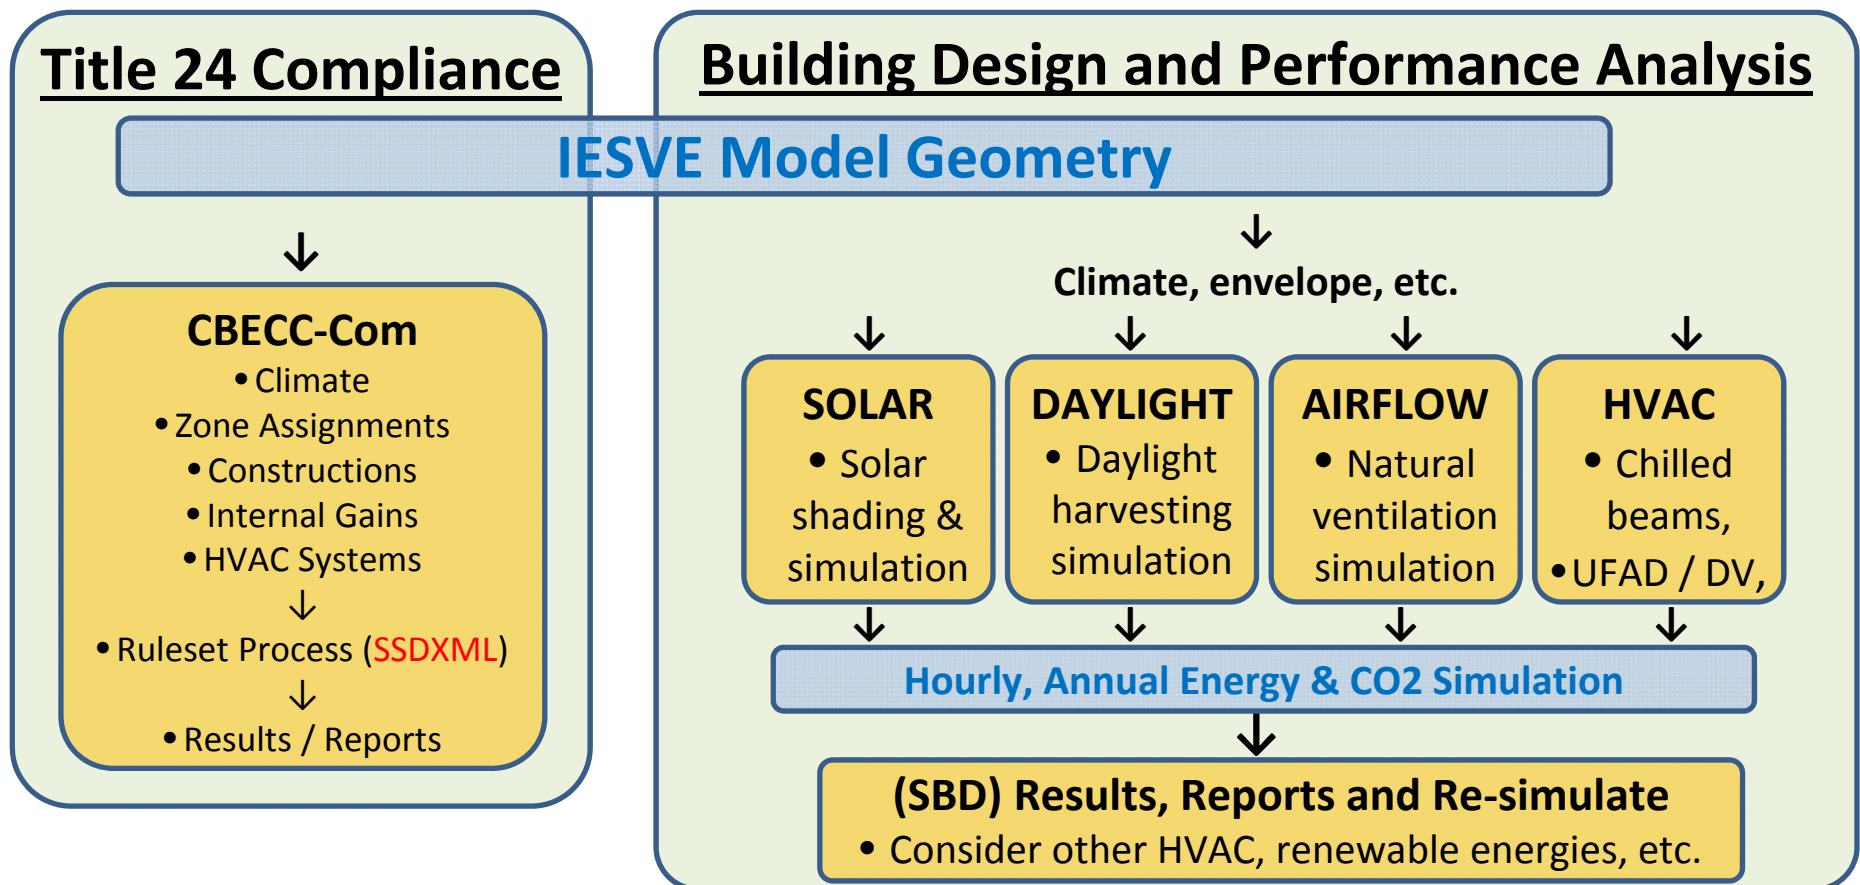 Title 24 Compliance
Building Design and Performance Analysis
IESVE Model Geometry
CBECC-Com
• Climate
• Zone Assignments
• Constructions
• Internal Gains
• HVAC Systems
↓
• Ruleset Process (SSDXML)
↓
• Results / Reports
Climate, envelope, etc.
SOLAR
• Solar
shading &
simulation
DAYLIGHT
• Daylight
harvesting
simulation
AIRFLOW
• Natural
ventilation
simulation
HVAC
• Chilled
beams,
• UFAD / DV,
Hourly, Annual Energy & CO2 Simulation
(SBD) Results, Reports and Re-simulate
• Consider other HVAC, renewable energies, etc.